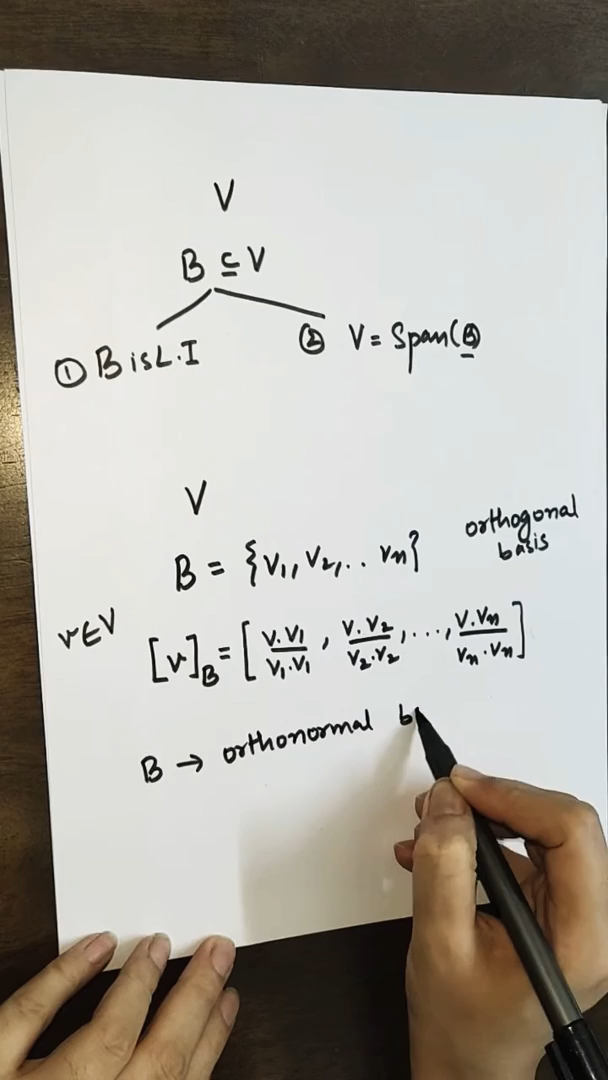 V
B ⊆ V
① B is L.I
② V = Span(B)
V
B = {v₁, v₂, .. vₙ}
orthogonal
basis
v∈V
[v]_B = [v.v₁/v₁.v₁, v.v₂/v₂.v₂, ..., v.vₙ/vₙ.vₙ]
B → orthonormal b